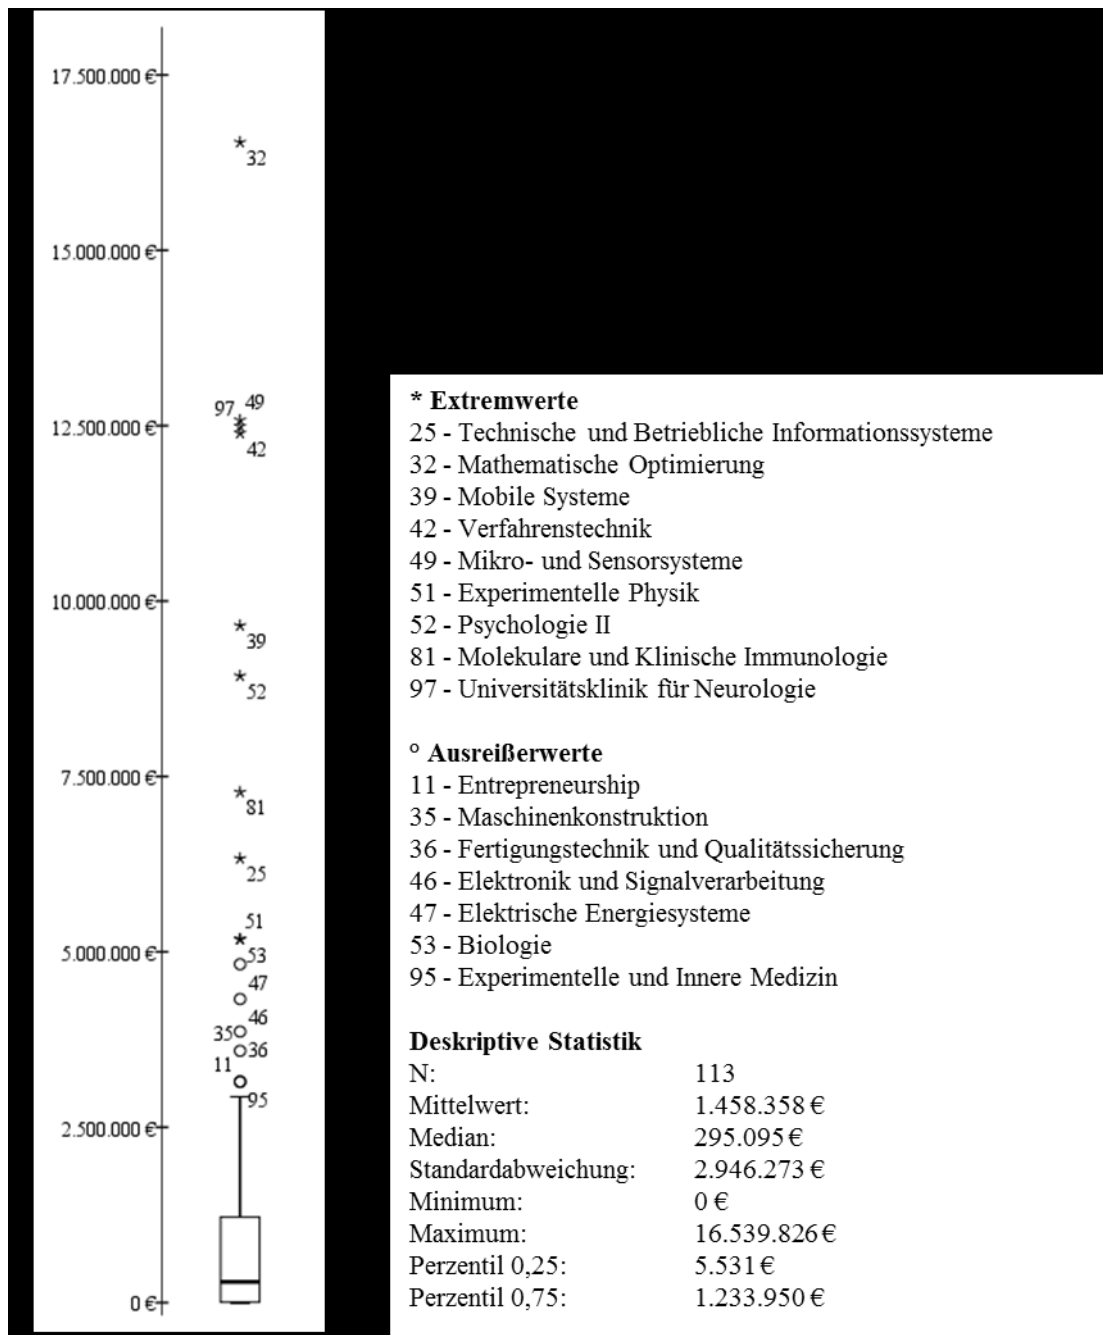 17.500.000 €
32
15.000.000 €
97 49
12.500.000 €
42
10.000.000 €
39
52
7.500.000 €
81
25
51
5.000.000 €
53
47
46
35
36
11
95
2.500.000 €
0 €
* Extremwerte
25 - Technische und Betriebliche Informationssysteme
32 - Mathematische Optimierung
39 - Mobile Systeme
42 - Verfahrenstechnik
49 - Mikro- und Sensorsysteme
51 - Experimentelle Physik
52 - Psychologie II
81 - Molekulare und Klinische Immunologie
97 - Universitätsklinik für Neurologie
° Ausreißerwerte
11 - Entrepreneurship
35 - Maschinenkonstruktion
36 - Fertigungstechnik und Qualitätssicherung
46 - Elektronik und Signalverarbeitung
47 - Elektrische Energiesysteme
53 - Biologie
95 - Experimentelle und Innere Medizin
Deskriptive Statistik
N: 113
Mittelwert: 1.458.358 €
Median: 295.095 €
Standardabweichung: 2.946.273 €
Minimum: 0 €
Maximum: 16.539.826 €
Perzentil 0,25: 5.531 €
Perzentil 0,75: 1.233.950 €